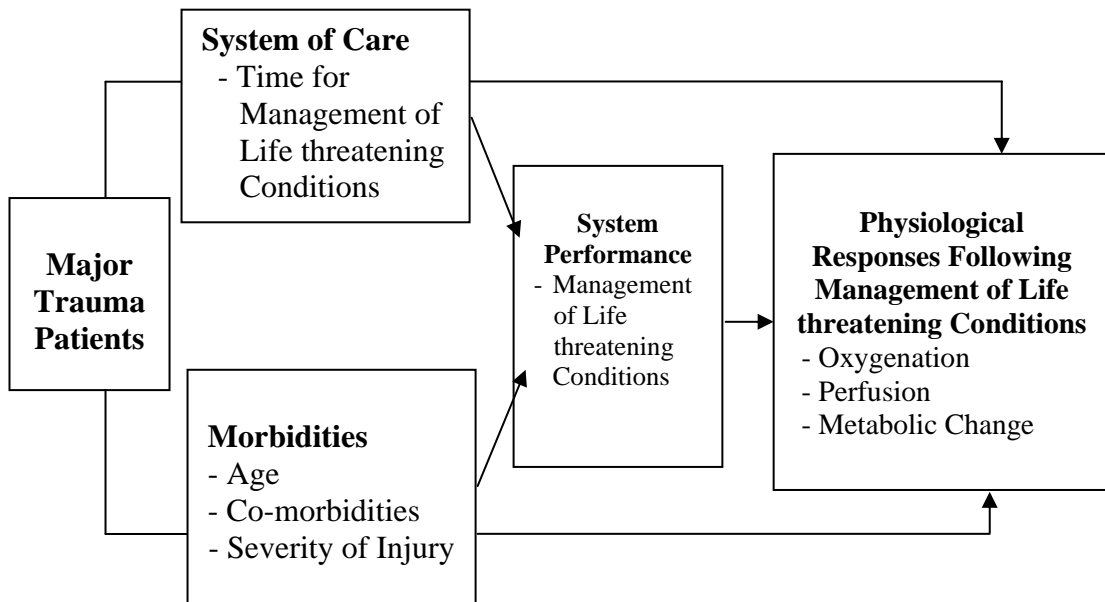 System of Care
- Time for
Management of
Life threatening
Conditions
Major
Trauma
Patients
Morbidities
- Age
- Co-morbidities
- Severity of Injury
System
Performance
- Management
of Life
threatening
Conditions
Physiological
Responses Following
Management of Life
threatening Conditions
- Oxygenation
- Perfusion
- Metabolic Change